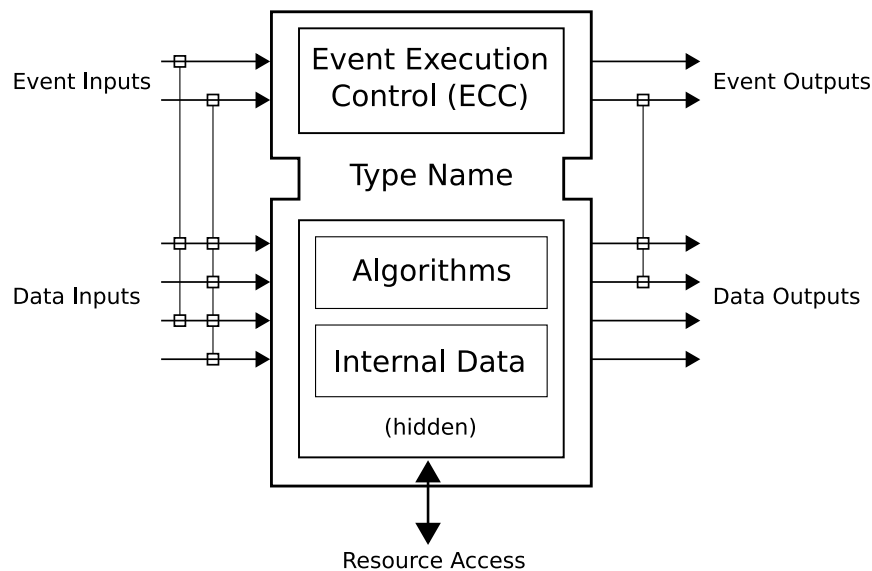 Event Execution
Control (ECC)
Event Inputs
Event Outputs
Type Name
Algorithms
Data Inputs
Data Outputs
Internal Data
(hidden)
Resource Access